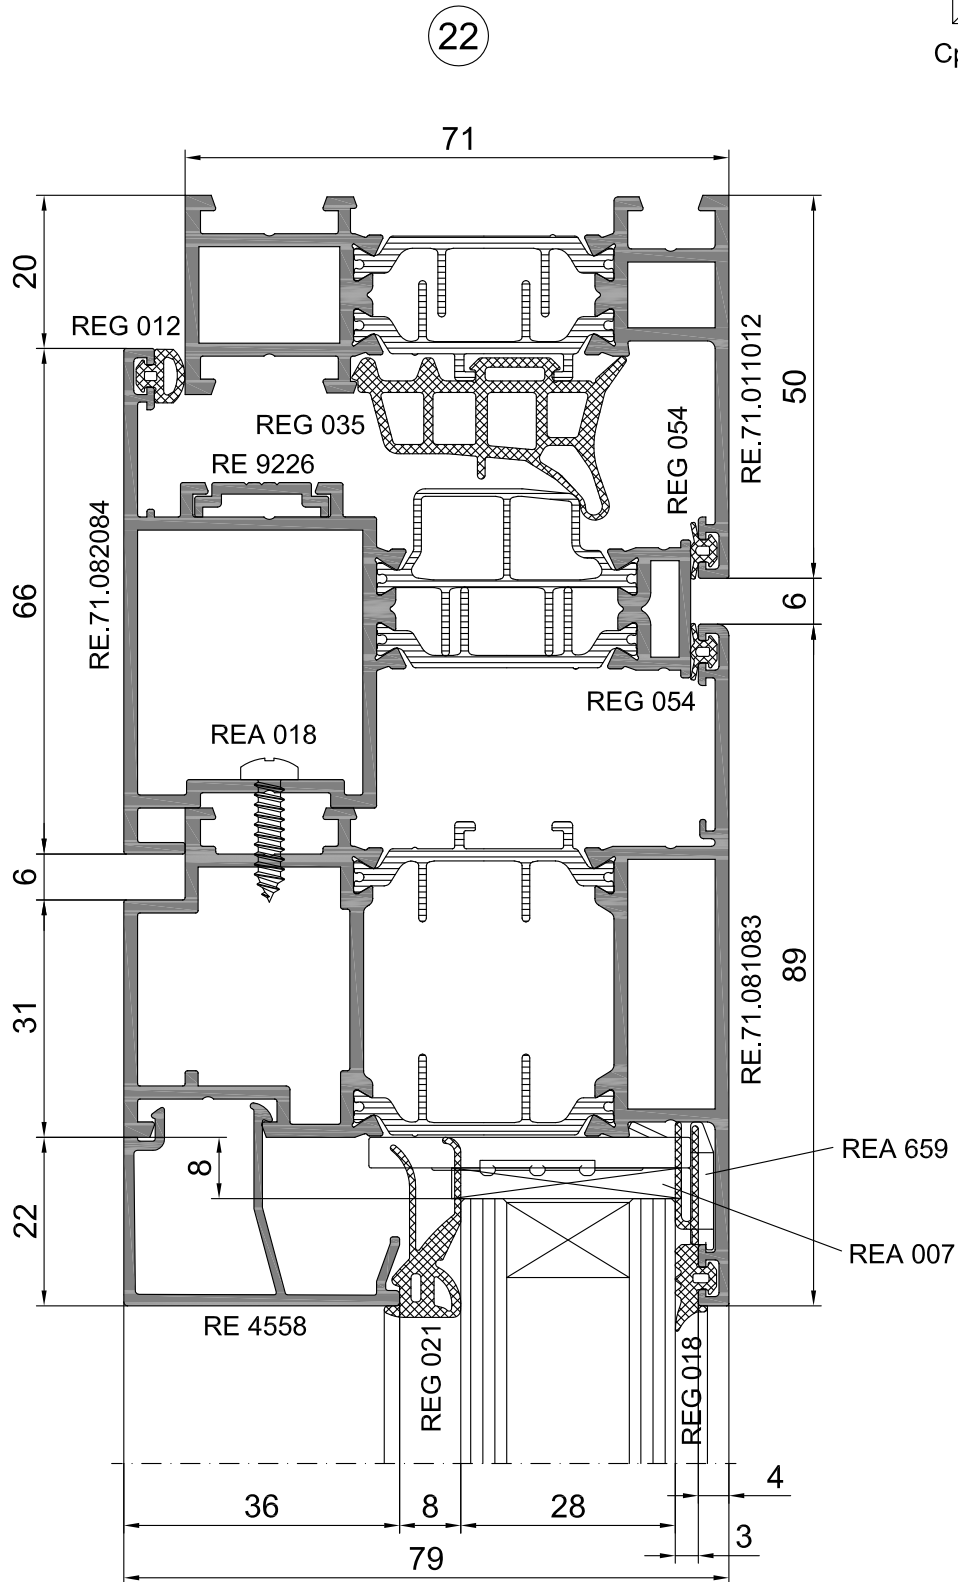 22
Ср
71
20
REG 012
REG 035
RE 9226
REG 054
RE.71.011012
50
RE.71.082084
66
6
REG 054
REA 018
6
31
RE.71.081083
89
8
22
REA 659
REA 007
RE 4558
REG 021
REG 018
4
36
8
28
3
79